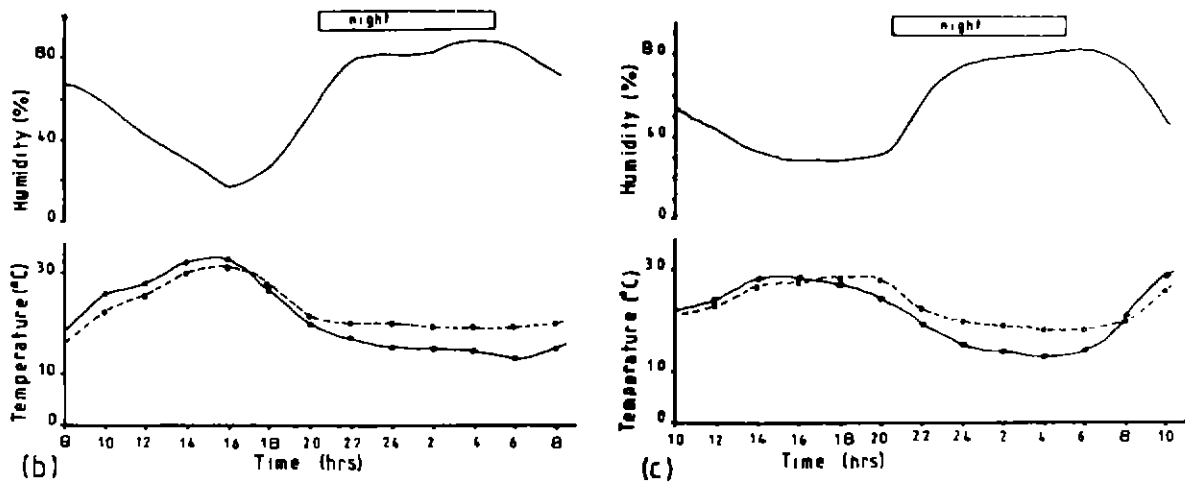 night
80
40
0
Humidity (%)
30
10
0
Temperature (°C)
8 10 12 14 16 18 20 22 24 2 4 6 8
Time (hrs)
(b)
night
80
40
0
Humidity (%)
30
10
0
Temperature (°C)
10 12 14 16 18 20 22 24 2 4 6 8 10
Time (hrs)
(c)